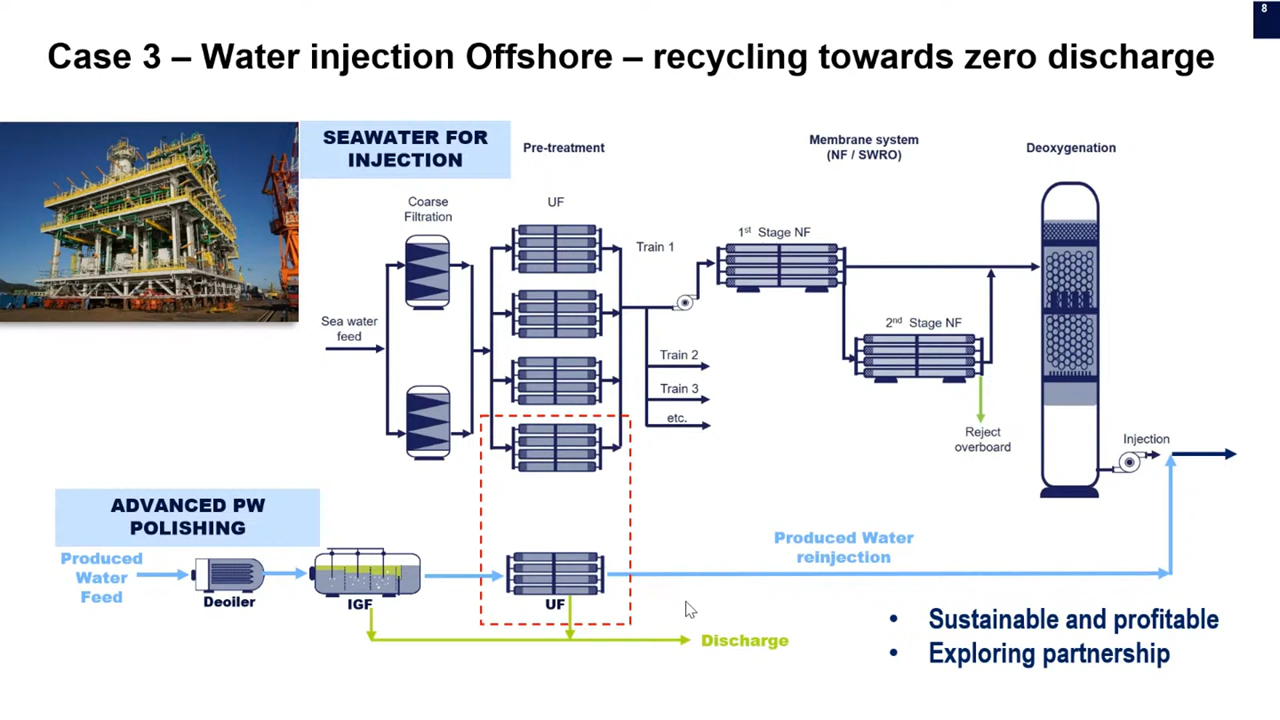 8
Case 3 – Water injection Offshore – recycling towards zero discharge
SEAWATER FOR
INJECTION
Pre-treatment
Membrane system
(NF / SWRO)
Deoxygenation
Coarse
Filtration
UF
Train 1
1st Stage NF
Sea water
feed
2nd Stage NF
Train 2
Train 3
etc.
Reject
overboard
Injection
ADVANCED PW
POLISHING
Produced Water
reinjection
Produced
Water
Feed
Deoiler
IGF
UF
Discharge
• Sustainable and profitable
• Exploring partnership